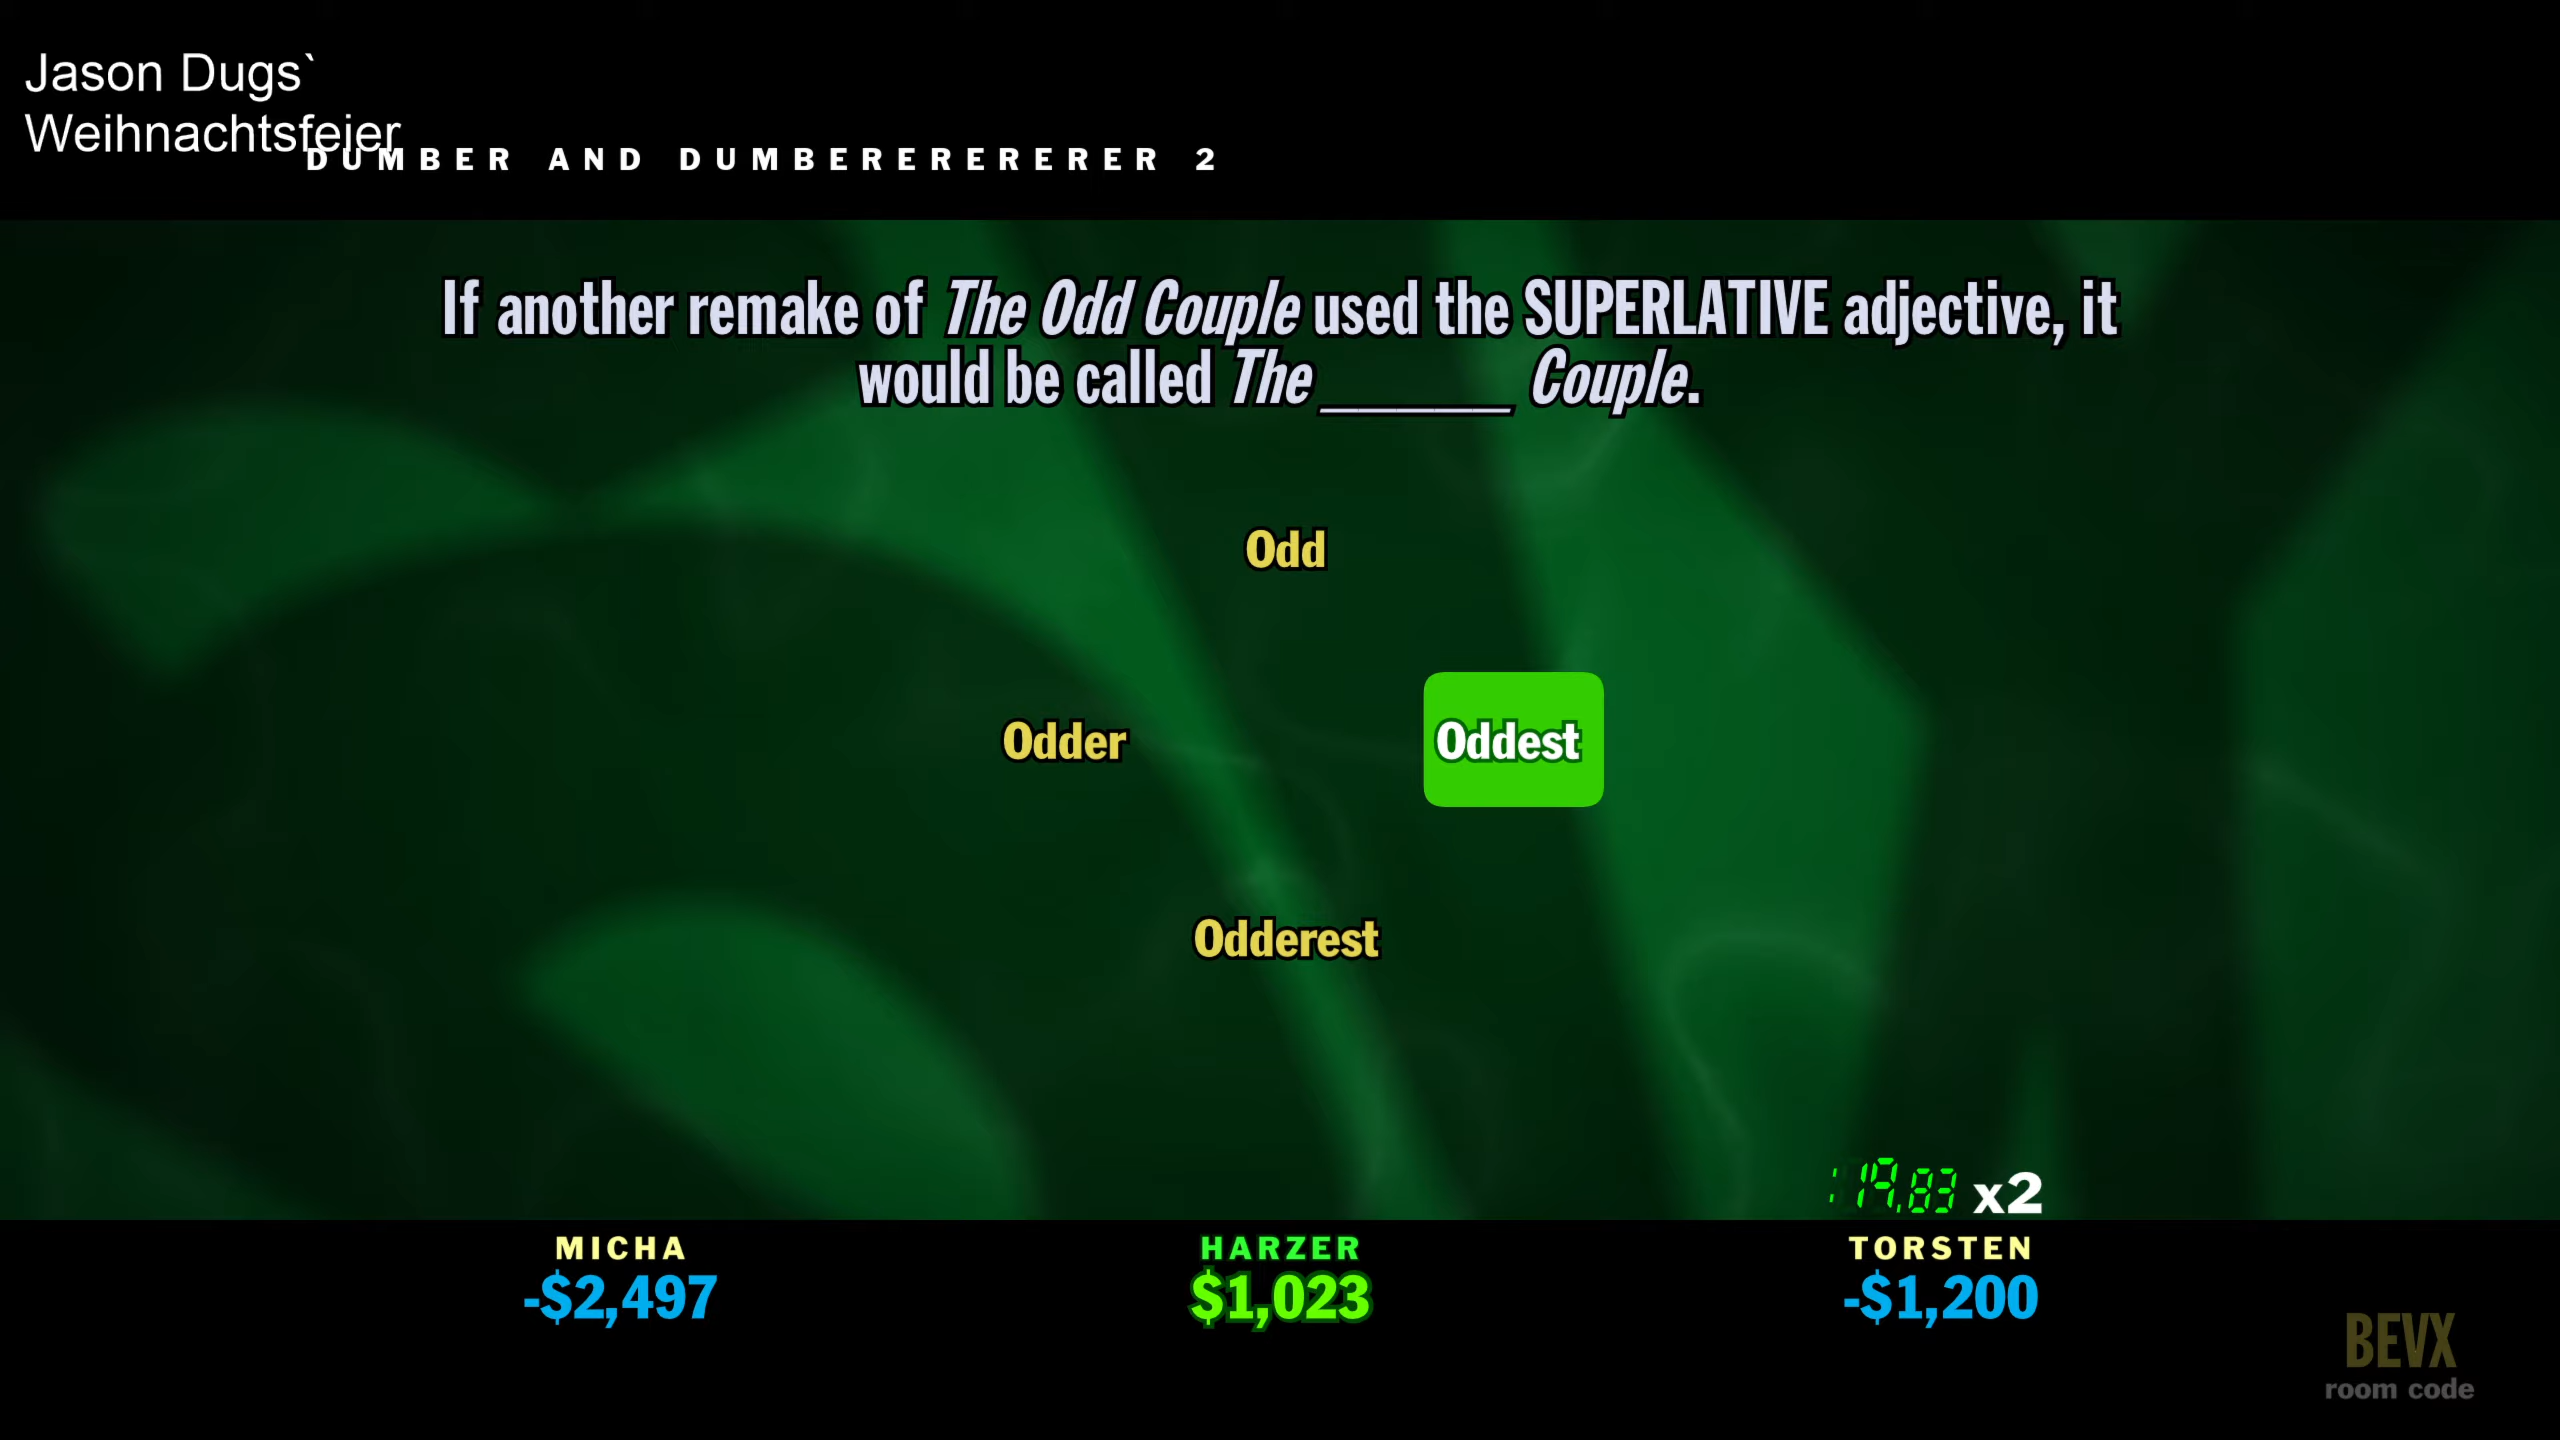 Jason Dugs`
Weihnachtsfeier
DUMBER AND DUMBERERERERER 2
If another remake of The Odd Couple used the SUPERLATIVE adjective, it
would be called The ______ Couple.
Odd
Odder
Oddest
Odderest
19.83 x2
MICHA
HARZER
TORSTEN
-$2,497
$1,023
-$1,200
BEVX
room code